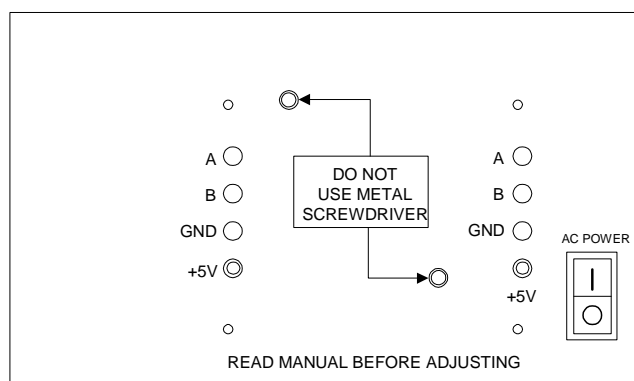 A
B
GND
+5V
DO NOT
USE METAL
SCREWDRIVER
A
B
GND
+5V
AC POWER
READ MANUAL BEFORE ADJUSTING